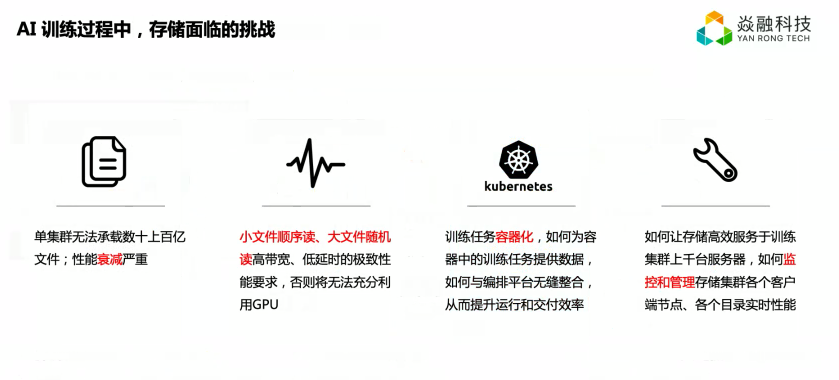 AI 训练过程中，存储面临的挑战
焱融科技
YAN RONG TECH
kubernetes
单集群无法承载数十上百亿
文件；性能衰减严重
小文件顺序读、大文件随机
读高带宽、低延时的极致性
能要求，否则将无法充分利
用GPU
训练任务容器化，如何为容
器中的训练任务提供数据，
如何与编排平台无缝整合，
从而提升运行和交付效率
如何让存储高效服务于训练
集群上千台服务器，如何监
控和管理存储集群各个客户
端节点、各个目录实时性能